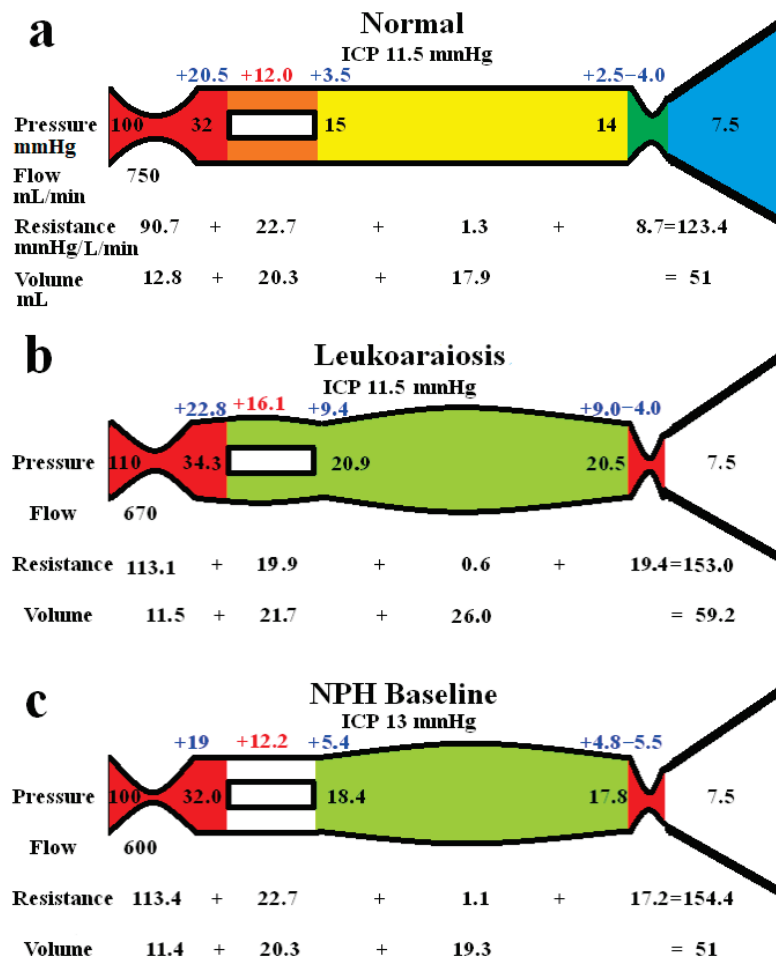 a
Normal
ICP 11.5 mmHg
+20.5 +12.0 +3.5 +2.5−4.0
Pressure mmHg 100 32 15 14 7.5
Flow mL/min 750
Resistance mmHg/L/min 90.7 + 22.7 + 1.3 + 8.7=123.4
Volume mL 12.8 + 20.3 + 17.9 = 51
b
Leukoaraiosis
ICP 11.5 mmHg
+22.8 +16.1 +9.4 +9.0−4.0
Pressure 110 34.3 20.9 20.5 7.5
Flow 670
Resistance 113.1 + 19.9 + 0.6 + 19.4=153.0
Volume 11.5 + 21.7 + 26.0 = 59.2
c
NPH Baseline
ICP 13 mmHg
+19 +12.2 +5.4 +4.8−5.5
Pressure 100 32.0 18.4 17.8 7.5
Flow 600
Resistance 113.4 + 22.7 + 1.1 + 17.2=154.4
Volume 11.4 + 20.3 + 19.3 = 51